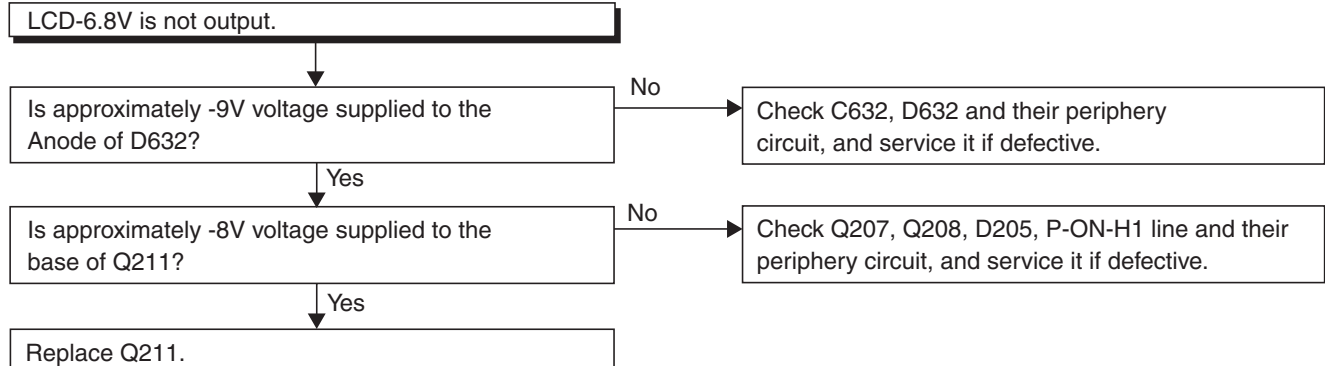 LCD-6.8V is not output.
Is approximately -9V voltage supplied to the
Anode of D632?
No
Check C632, D632 and their periphery
circuit, and service it if defective.
Yes
Is approximately -8V voltage supplied to the
base of Q211?
No
Check Q207, Q208, D205, P-ON-H1 line and their
periphery circuit, and service it if defective.
Yes
Replace Q211.